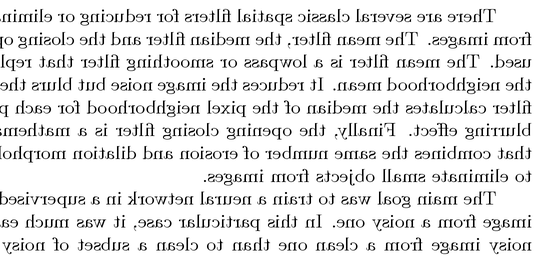 There are several classic spatial filters for reducing or elimina
from images. The mean filter, the median filter and the closing op
used. The mean filter is a lowpass or smoothing filter that repl
the neighborhood mean. It reduces the image noise but blurs the
filter calculates the median of the pixel neighborhood for each p
blurring effect. Finally, the opening closing filter is a mathema
that combines the same number of erosion and dilation morphol
to eliminate small objects from images.
The main goal was to train a neural network in a supervised
image from a noisy one. In this particular case, it was much ea
noisy image from a clean one than to clean a subset of noisy